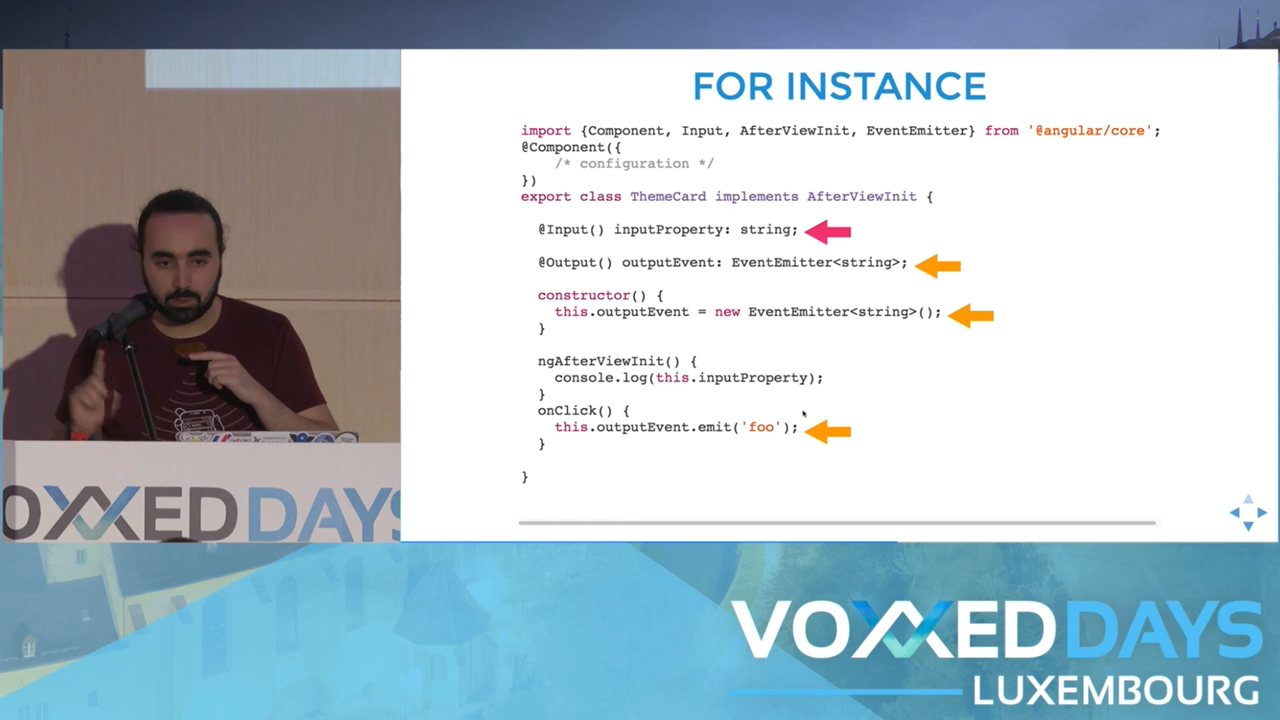 FOR INSTANCE
import {Component, Input, AfterViewInit, EventEmitter} from '@angular/core';
@Component({
/* configuration */
})
export class ThemeCard implements AfterViewInit {
@Input() inputProperty: string;
@Output() outputEvent: EventEmitter<string>;
constructor() {
this.outputEvent = new EventEmitter<string>();
}
ngAfterViewInit() {
console.log(this.inputProperty);
}
onClick() {
this.outputEvent.emit('foo');
}
}
VOXXED DAYS
VOXXED DAYS
LUXEMBOURG